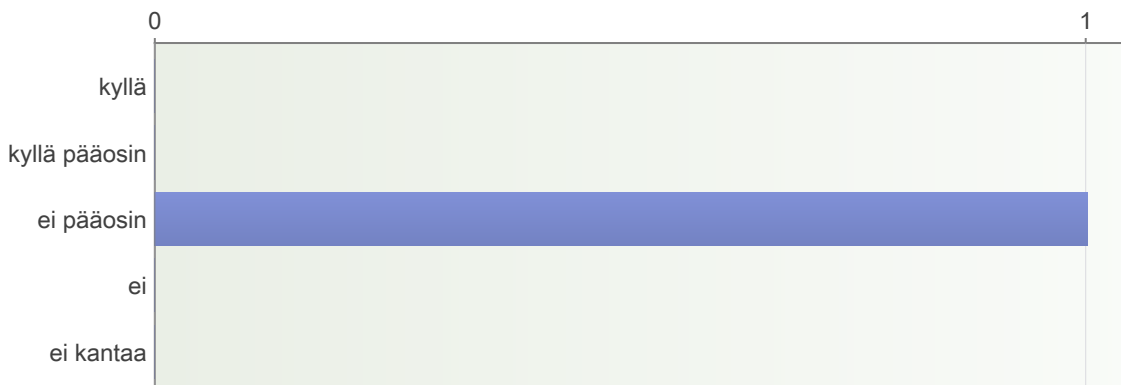 0 1
kyllä
kyllä pääosin
ei pääosin
ei
ei kantaa